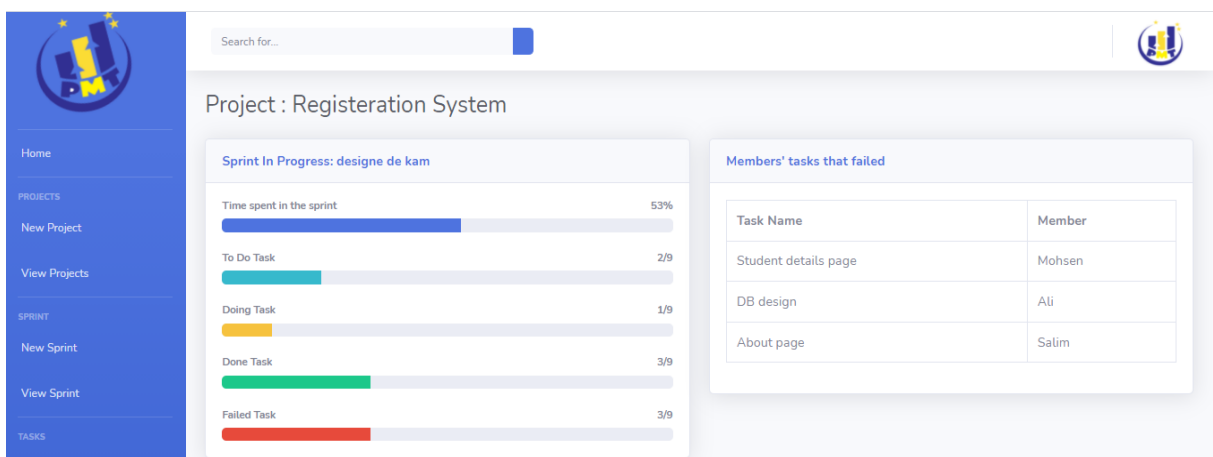 PMT
Search for...
PMT
Project : Registeration System
Home
PROJECTS
New Project
View Projects
SPRINT
New Sprint
View Sprint
TASKS
Sprint In Progress: designe de kam
Time spent in the sprint 53%
To Do Task 2/9
Doing Task 1/9
Done Task 3/9
Failed Task 3/9
Members' tasks that failed
Task Name Member
Student details page Mohsen
DB design Ali
About page Salim